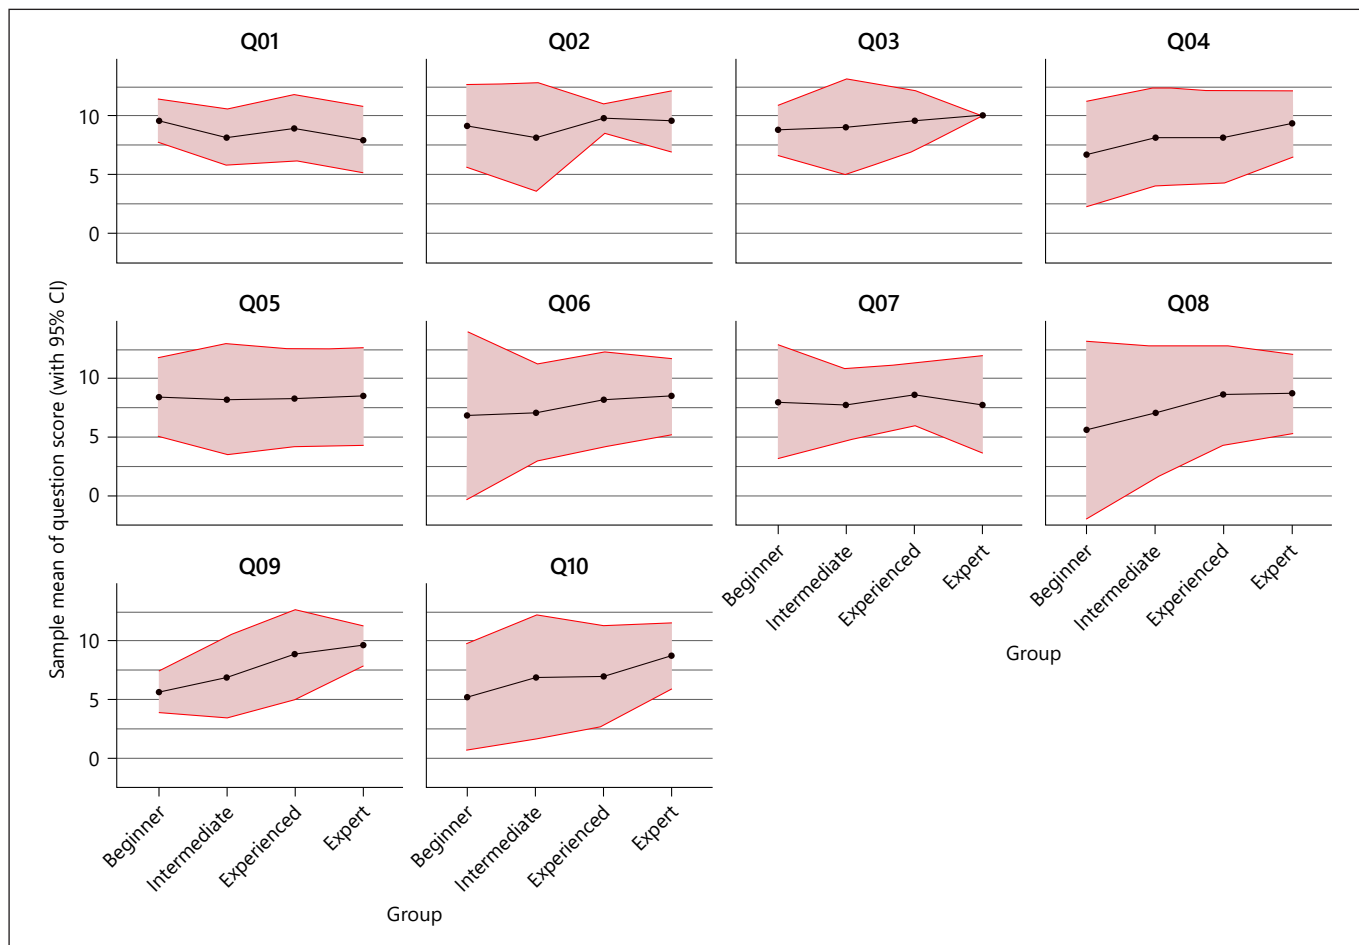 Q01
Q02
Q03
Q04
10
5
0
Sample mean of question score (with 95% CI)
Q05
Q06
Q07
Q08
10
5
0
Beginner
Intermediate
Experienced
Expert
Beginner
Intermediate
Experienced
Expert
Group
Q09
Q10
10
5
0
Beginner
Intermediate
Experienced
Expert
Beginner
Intermediate
Experienced
Expert
Group